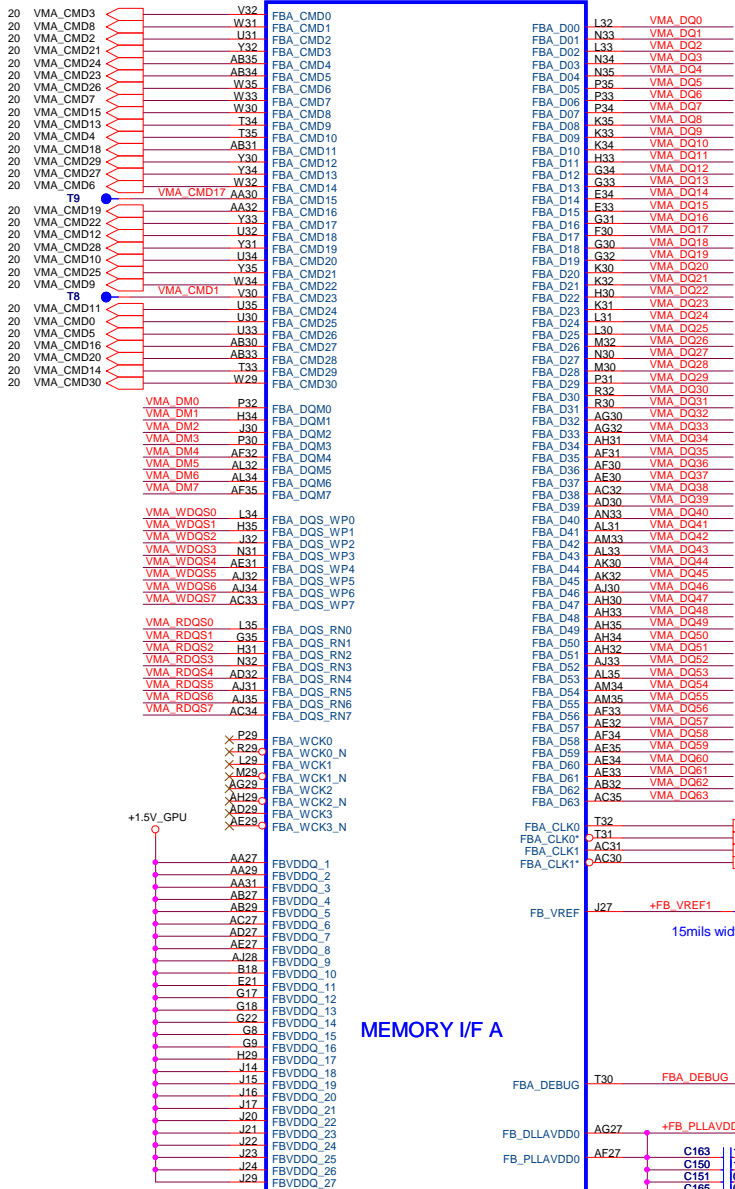 20 VMA_CMD3 V32 FBA_CMD0
20 VMA_CMD8 W31 FBA_CMD1
20 VMA_CMD2 U31 FBA_CMD2
20 VMA_CMD21 Y32 FBA_CMD3
20 VMA_CMD24 AB35 FBA_CMD4
20 VMA_CMD23 AB34 FBA_CMD5
20 VMA_CMD26 W35 FBA_CMD6
20 VMA_CMD7 W33 FBA_CMD7
20 VMA_CMD15 W30 FBA_CMD8
20 VMA_CMD13 T34 FBA_CMD9
20 VMA_CMD4 T35 FBA_CMD10
20 VMA_CMD18 AB31 FBA_CMD11
20 VMA_CMD29 Y30 FBA_CMD12
20 VMA_CMD27 Y34 FBA_CMD13
20 VMA_CMD6 W32 FBA_CMD14
T9 VMA_CMD17 AA30 FBA_CMD15
20 VMA_CMD19 AA32 FBA_CMD16
20 VMA_CMD22 Y33 FBA_CMD17
20 VMA_CMD12 U32 FBA_CMD18
20 VMA_CMD28 Y31 FBA_CMD19
20 VMA_CMD10 U34 FBA_CMD20
20 VMA_CMD25 Y35 FBA_CMD21
20 VMA_CMD9 W34 FBA_CMD22
T8 VMA_CMD1 V30 FBA_CMD23
20 VMA_CMD11 U35 FBA_CMD24
20 VMA_CMD0 U30 FBA_CMD25
20 VMA_CMD5 U33 FBA_CMD26
20 VMA_CMD16 AB30 FBA_CMD27
20 VMA_CMD20 AB33 FBA_CMD28
20 VMA_CMD14 T33 FBA_CMD29
20 VMA_CMD30 W29 FBA_CMD30
VMA_DM0 P32 FBA_DQM0
VMA_DM1 H34 FBA_DQM1
VMA_DM2 J30 FBA_DQM2
VMA_DM3 P30 FBA_DQM3
VMA_DM4 AF32 FBA_DQM4
VMA_DM5 AL32 FBA_DQM5
VMA_DM6 AL34 FBA_DQM6
VMA_DM7 AF35 FBA_DQM7
VMA_WDQS0 L34 FBA_DQS_WP0
VMA_WDQS1 H35 FBA_DQS_WP1
VMA_WDQS2 J32 FBA_DQS_WP2
VMA_WDQS3 N31 FBA_DQS_WP3
VMA_WDQS4 AE31 FBA_DQS_WP4
VMA_WDQS5 AJ32 FBA_DQS_WP5
VMA_WDQS6 AJ34 FBA_DQS_WP6
VMA_WDQS7 AC33 FBA_DQS_WP7
VMA_RDQS0 L35 FBA_DQS_RN0
VMA_RDQS1 G35 FBA_DQS_RN1
VMA_RDQS2 H31 FBA_DQS_RN2
VMA_RDQS3 N32 FBA_DQS_RN3
VMA_RDQS4 AD32 FBA_DQS_RN4
VMA_RDQS5 AJ31 FBA_DQS_RN5
VMA_RDQS6 AJ35 FBA_DQS_RN6
VMA_RDQS7 AC34 FBA_DQS_RN7
P29 FBA_WCK0
R29 FBA_WCK0_N
L29 FBA_WCK1
M29 FBA_WCK1_N
AG29 FBA_WCK2
AH29 FBA_WCK2_N
AD29 FBA_WCK3
AE29 FBA_WCK3_N
+1.5V_GPU
AA27 FBVDDQ_1
AA29 FBVDDQ_2
AA31 FBVDDQ_3
AB27 FBVDDQ_4
AB29 FBVDDQ_5
AC27 FBVDDQ_6
AD27 FBVDDQ_7
AE27 FBVDDQ_8
AJ28 FBVDDQ_9
B18 FBVDDQ_10
E21 FBVDDQ_11
G17 FBVDDQ_12
G18 FBVDDQ_13
G22 FBVDDQ_14
G8 FBVDDQ_15
G9 FBVDDQ_16
H29 FBVDDQ_17
J14 FBVDDQ_18
J15 FBVDDQ_19
J16 FBVDDQ_20
J17 FBVDDQ_21
J20 FBVDDQ_22
J21 FBVDDQ_23
J22 FBVDDQ_24
J23 FBVDDQ_25
J24 FBVDDQ_26
J29 FBVDDQ_27
MEMORY I/F A
FBA_D00 L32 VMA_DQ0
FBA_D01 N33 VMA_DQ1
FBA_D02 L33 VMA_DQ2
FBA_D03 N34 VMA_DQ3
FBA_D04 N35 VMA_DQ4
FBA_D05 P35 VMA_DQ5
FBA_D06 P33 VMA_DQ6
FBA_D07 P34 VMA_DQ7
FBA_D08 K35 VMA_DQ8
FBA_D09 K33 VMA_DQ9
FBA_D10 K34 VMA_DQ10
FBA_D11 H33 VMA_DQ11
FBA_D12 G34 VMA_DQ12
FBA_D13 G33 VMA_DQ13
FBA_D14 E34 VMA_DQ14
FBA_D15 E33 VMA_DQ15
FBA_D16 G31 VMA_DQ16
FBA_D17 F30 VMA_DQ17
FBA_D18 G30 VMA_DQ18
FBA_D19 G32 VMA_DQ19
FBA_D20 K30 VMA_DQ20
FBA_D21 K32 VMA_DQ21
FBA_D22 H30 VMA_DQ22
FBA_D23 K31 VMA_DQ23
FBA_D24 L31 VMA_DQ24
FBA_D25 L30 VMA_DQ25
FBA_D26 M32 VMA_DQ26
FBA_D27 N30 VMA_DQ27
FBA_D28 M30 VMA_DQ28
FBA_D29 P31 VMA_DQ29
FBA_D30 R32 VMA_DQ30
FBA_D31 R30 VMA_DQ31
FBA_D32 AG30 VMA_DQ32
FBA_D33 AG32 VMA_DQ33
FBA_D34 AH31 VMA_DQ34
FBA_D35 AF31 VMA_DQ35
FBA_D36 AF30 VMA_DQ36
FBA_D37 AE30 VMA_DQ37
FBA_D38 AC32 VMA_DQ38
FBA_D39 AD30 VMA_DQ39
FBA_D40 AN33 VMA_DQ40
FBA_D41 AL31 VMA_DQ41
FBA_D42 AM33 VMA_DQ42
FBA_D43 AL33 VMA_DQ43
FBA_D44 AK30 VMA_DQ44
FBA_D45 AK32 VMA_DQ45
FBA_D46 AJ30 VMA_DQ46
FBA_D47 AH30 VMA_DQ47
FBA_D48 AH33 VMA_DQ48
FBA_D49 AH35 VMA_DQ49
FBA_D50 AH34 VMA_DQ50
FBA_D51 AH32 VMA_DQ51
FBA_D52 AJ33 VMA_DQ52
FBA_D53 AL35 VMA_DQ53
FBA_D54 AM34 VMA_DQ54
FBA_D55 AM35 VMA_DQ55
FBA_D56 AF33 VMA_DQ56
FBA_D57 AE32 VMA_DQ57
FBA_D58 AF34 VMA_DQ58
FBA_D59 AE35 VMA_DQ59
FBA_D60 AE34 VMA_DQ60
FBA_D61 AE33 VMA_DQ61
FBA_D62 AB32 VMA_DQ62
FBA_D63 AC35 VMA_DQ63
FBA_CLK0 T32
FBA_CLK0* T31
FBA_CLK1 AC31
FBA_CLK1* AC30
FB_VREF J27 +FB_VREF1
15mils wid
FBA_DEBUG T30 FBA_DEBUG
FB_DLLAVDD0 AG27 +FB_PLLAVDD
FB_PLLAVDD0 AF27
C163
C150
C151
C165